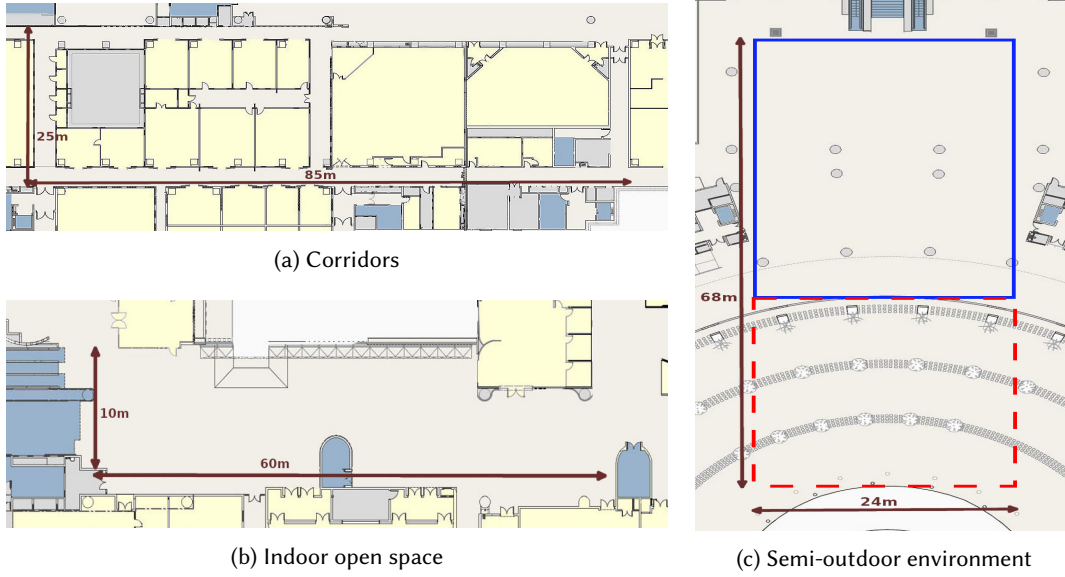 25m
85m
(a) Corridors
10m
60m
(b) Indoor open space
68m
24m
(c) Semi-outdoor environment